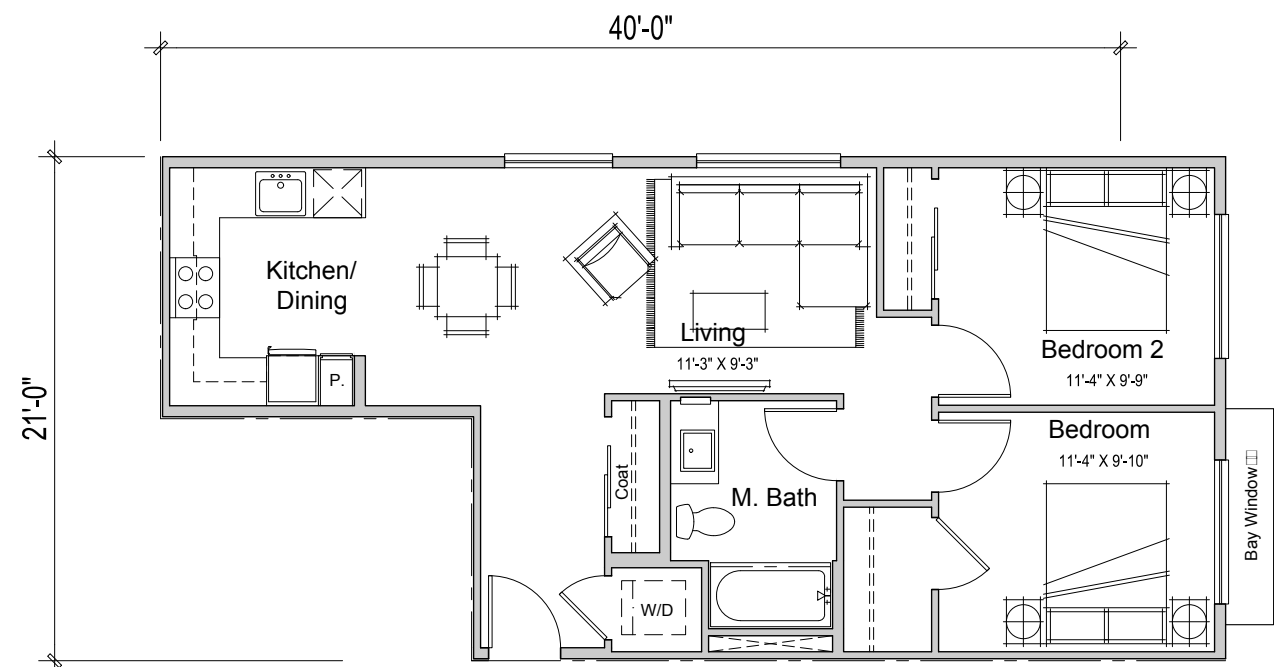 40'-0"
21'-0"
Kitchen/
Dining
P.
Living
11'-3" X 9'-3"
Bedroom 2
11'-4" X 9'-9"
Bedroom
11'-4" X 9'-10"
Coat
M. Bath
W/D
Bay Window□□